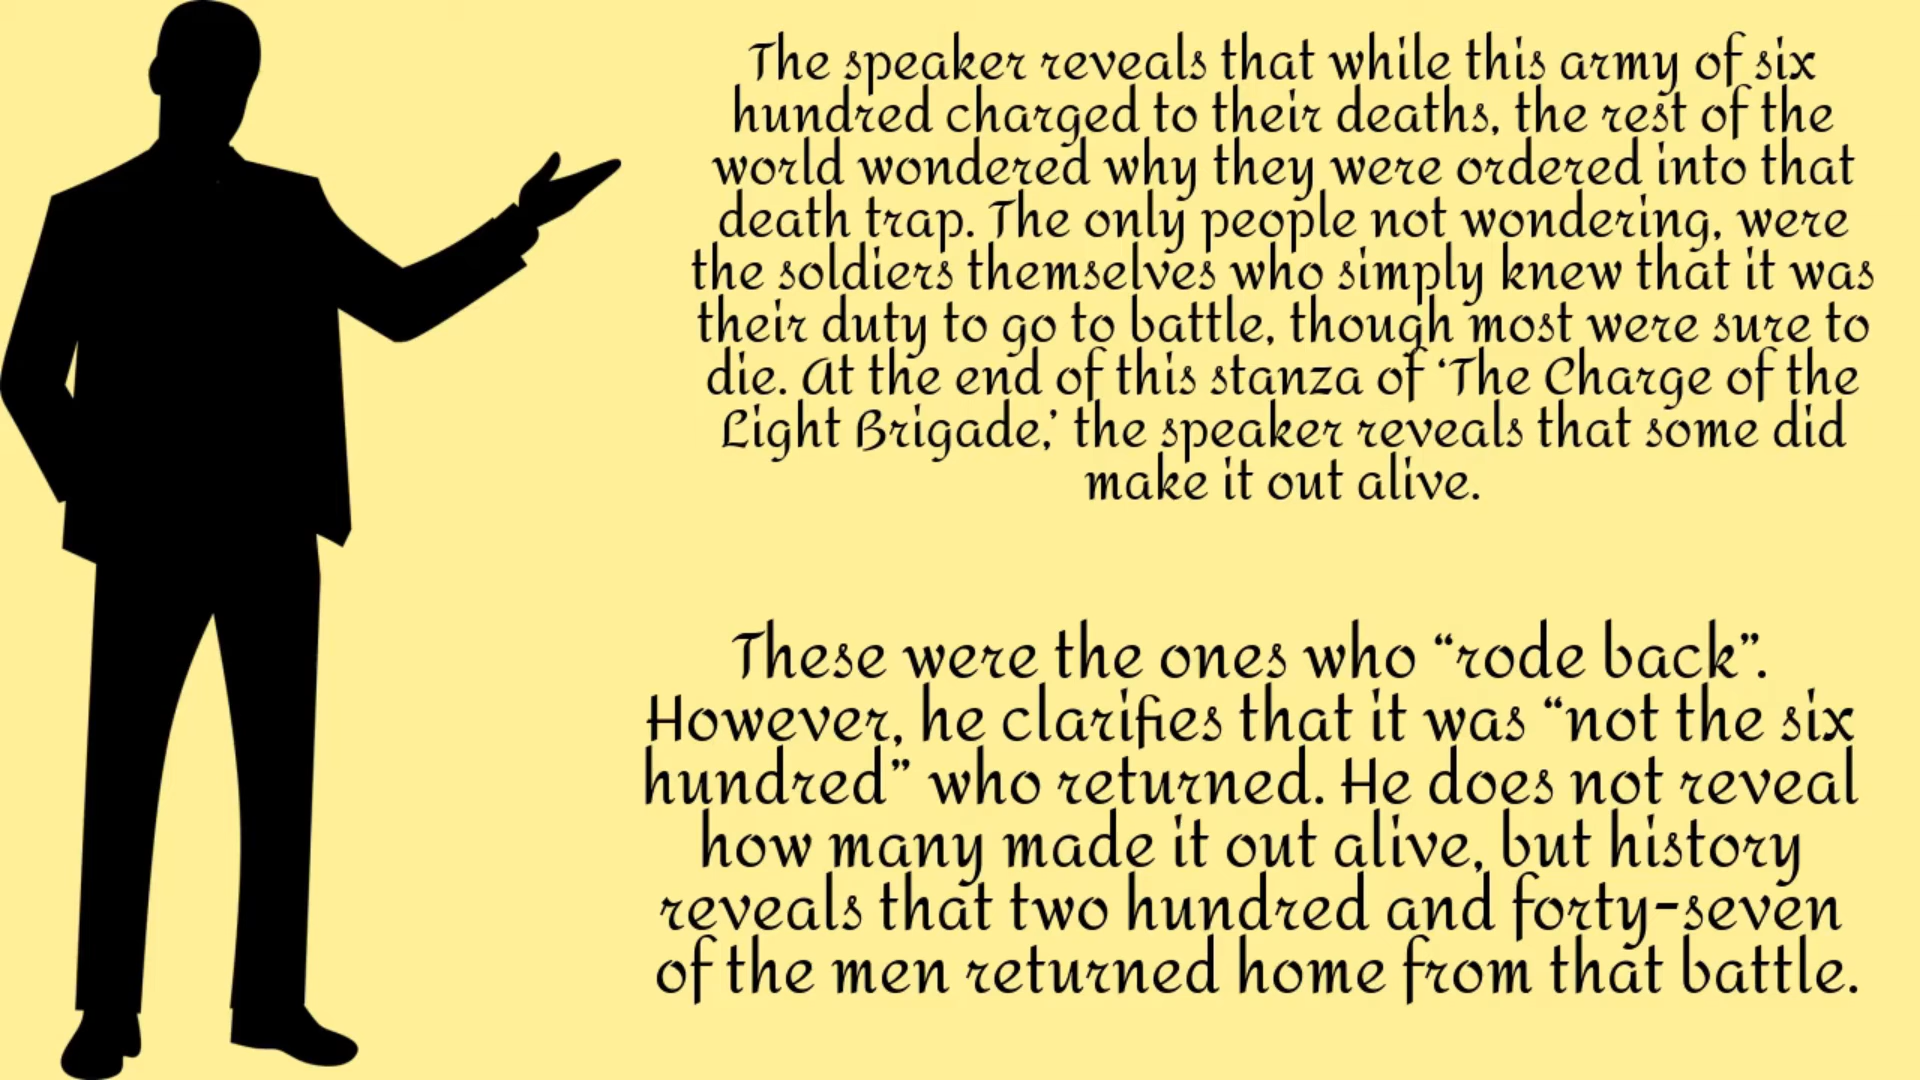 The speaker reveals that while this army of six
hundred charged to their deaths, the rest of the
world wondered why they were ordered into that
death trap. The only people not wondering, were
the soldiers themselves who simply knew that it was
their duty to go to battle, though most were sure to
die. At the end of this stanza of ‘The Charge of the
Light Brigade,’ the speaker reveals that some did
make it out alive.
These were the ones who “rode back”.
However, he clarifies that it was “not the six
hundred” who returned. He does not reveal
how many made it out alive, but history
reveals that two hundred and forty-seven
of the men returned home from that battle.